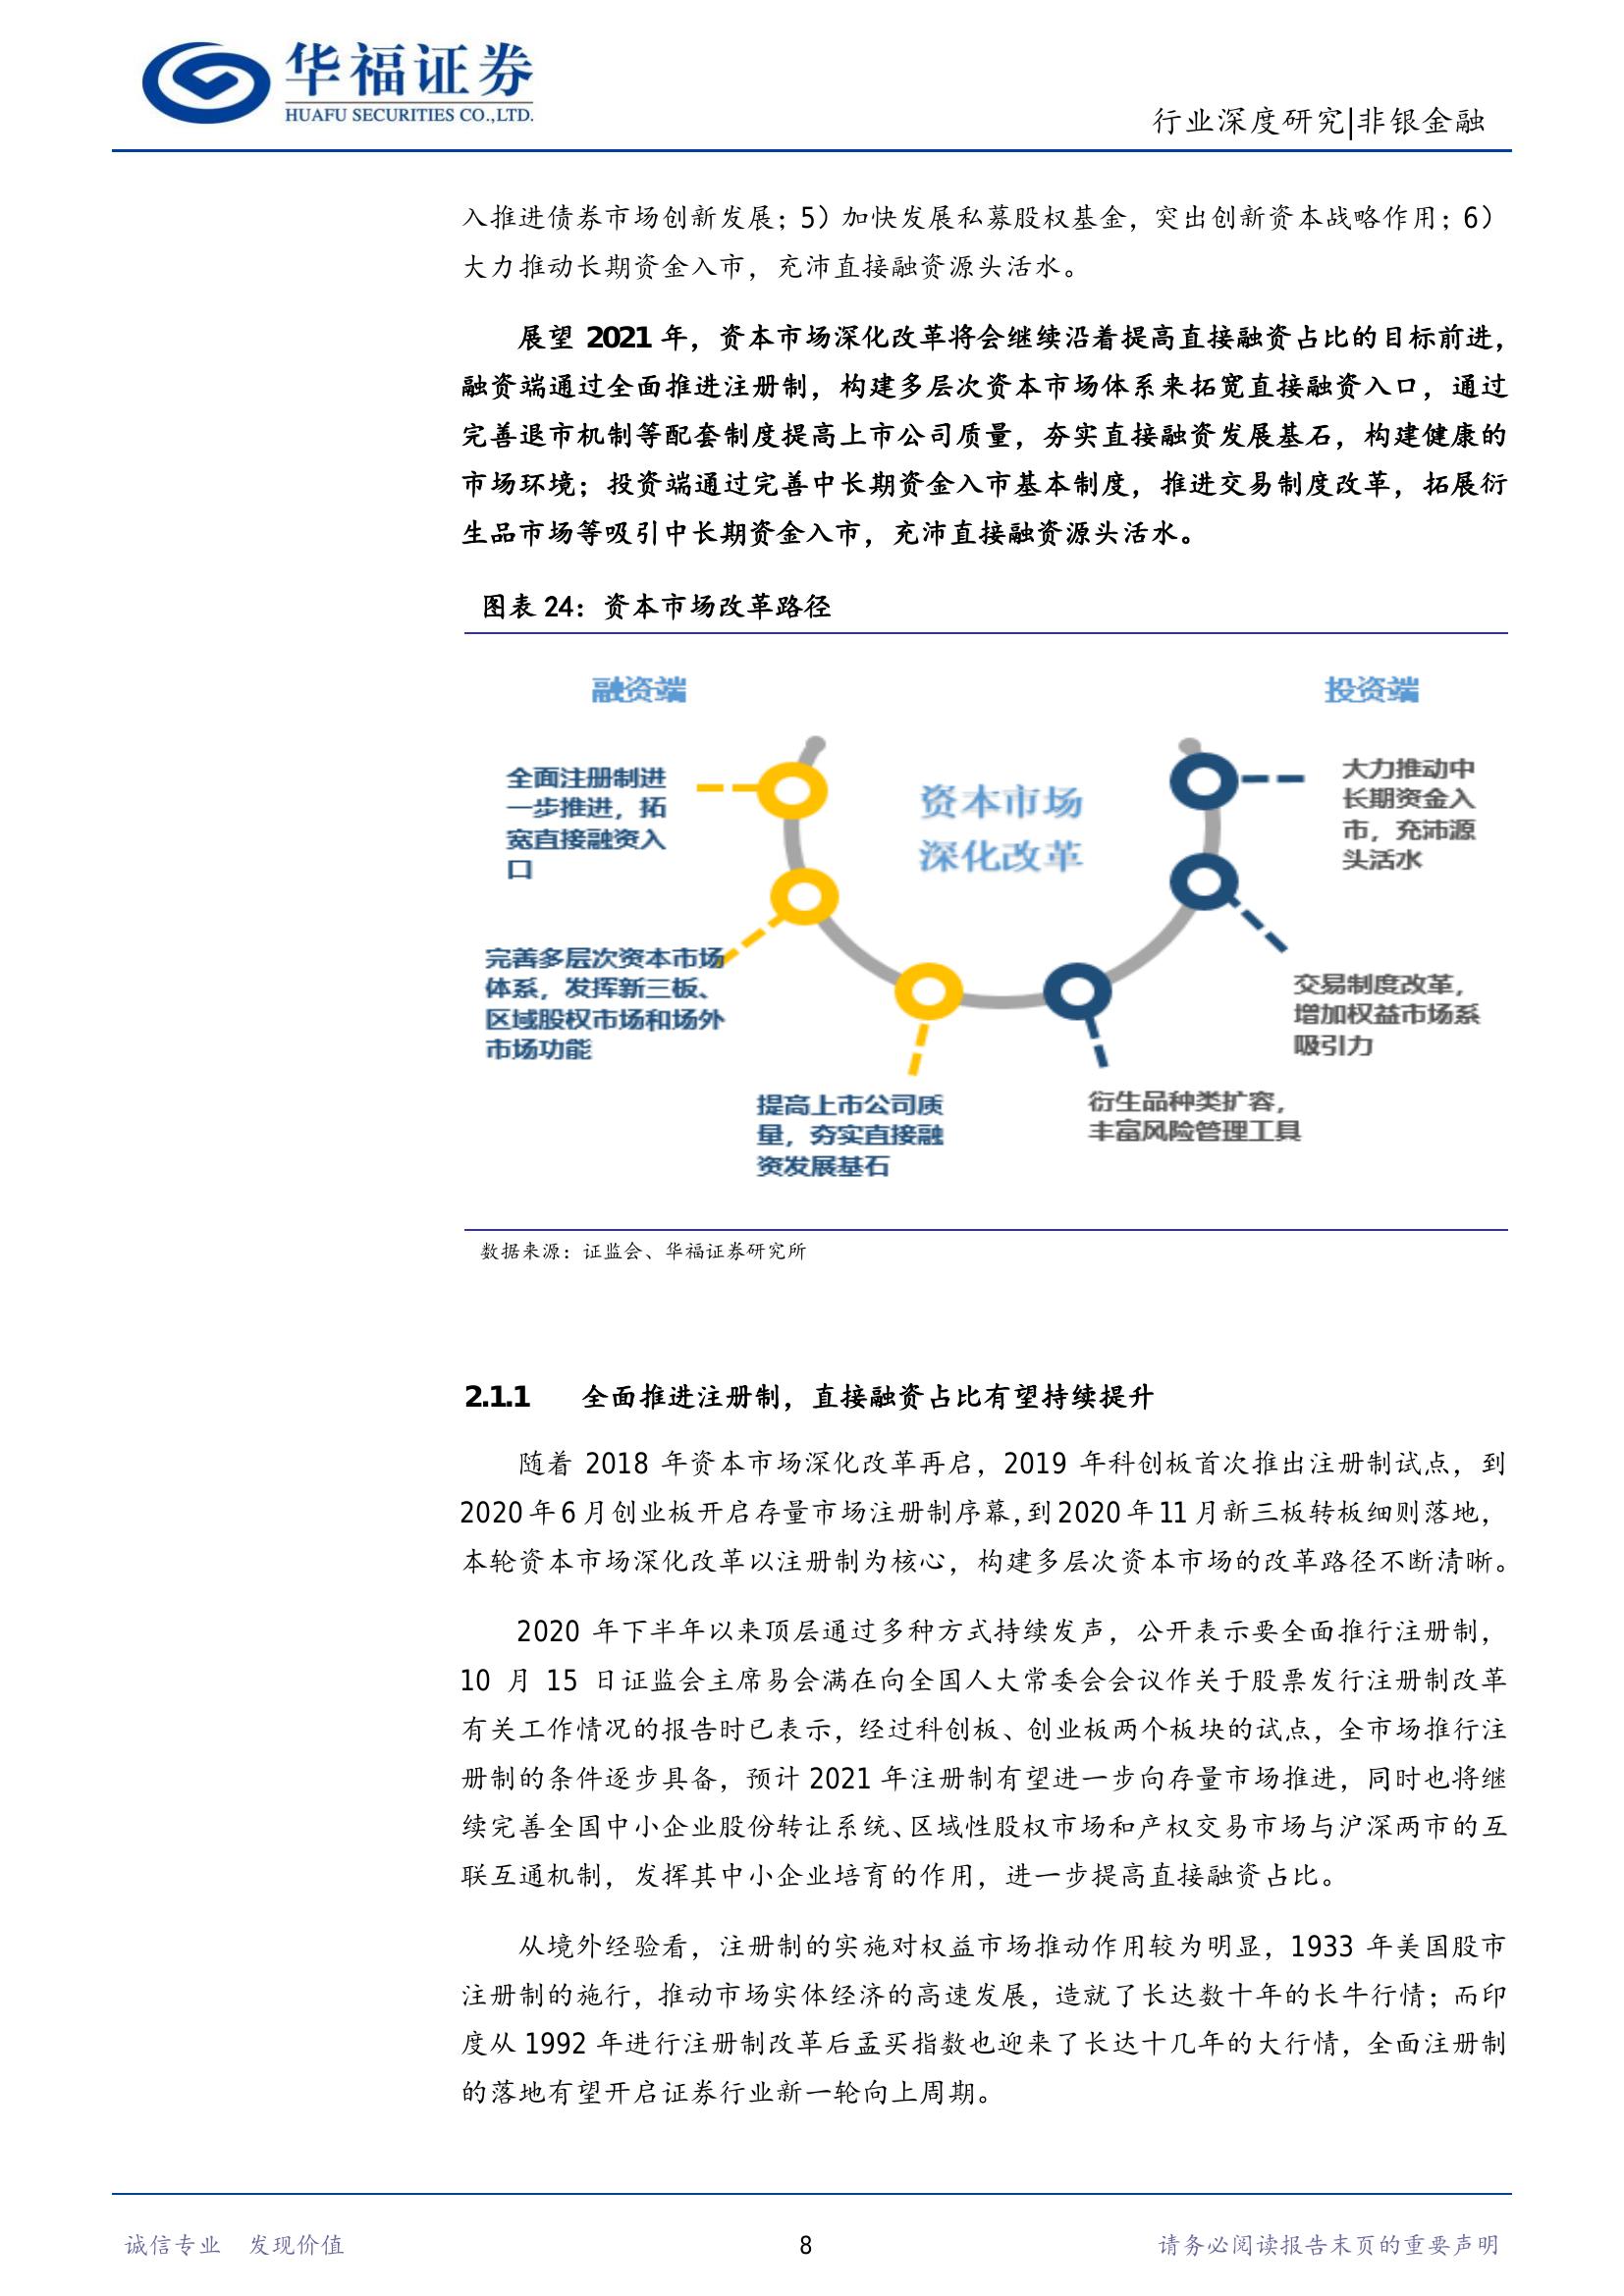 华福证券
HUAFU SECURITIES CO.,LTD.
行业深度研究|非银金融
入推进债券市场创新发展；5）加快发展私募股权基金，突出创新资本战略作用；6）
大力推动长期资金入市，充沛直接融资源头活水。
展望 2021 年，资本市场深化改革将会继续沿着提高直接融资占比的目标前进，
融资端通过全面推进注册制，构建多层次资本市场体系来拓宽直接融资入口，通过
完善退市机制等配套制度提高上市公司质量，夯实直接融资发展基石，构建健康的
市场环境；投资端通过完善中长期资金入市基本制度，推进交易制度改革，拓展衍
生品市场等吸引中长期资金入市，充沛直接融资源头活水。
图表 24：资本市场改革路径
融资端
投资端
全面注册制进
一步推进，拓
宽直接融资入
口
完善多层次资本市场
体系，发挥新三板、
区域股权市场和场外
市场功能
提高上市公司质
量，夯实直接融
资发展基石
资本市场
深化改革
大力推动中
长期资金入
市，充沛源
头活水
交易制度改革，
增加权益市场系
吸引力
衍生品种类扩容，
丰富风险管理工具
数据来源：证监会、华福证券研究所
2.1.1 全面推进注册制，直接融资占比有望持续提升
随着 2018 年资本市场深化改革再启，2019 年科创板首次推出注册制试点，到
2020 年 6 月创业板开启存量市场注册制序幕，到 2020 年 11 月新三板转板细则落地，
本轮资本市场深化改革以注册制为核心，构建多层次资本市场的改革路径不断清晰。
2020 年下半年以来顶层通过多种方式持续发声，公开表示要全面推行注册制，
10 月 15 日证监会主席易会满在向全国人大常委会会议作关于股票发行注册制改革
有关工作情况的报告时已表示，经过科创板、创业板两个板块的试点，全市场推行注
册制的条件逐步具备，预计 2021 年注册制有望进一步向存量市场推进，同时也将继
续完善全国中小企业股份转让系统、区域性股权市场和产权交易市场与沪深两市的互
联互通机制，发挥其中小企业培育的作用，进一步提高直接融资占比。
从境外经验看，注册制的实施对权益市场推动作用较为明显，1933 年美国股市
注册制的施行，推动市场实体经济的高速发展，造就了长达数十年的长牛行情；而印
度从 1992 年进行注册制改革后孟买指数也迎来了长达十几年的大行情，全面注册制
的落地有望开启证券行业新一轮向上周期。
诚信专业 发现价值
8
请务必阅读报告末页的重要声明